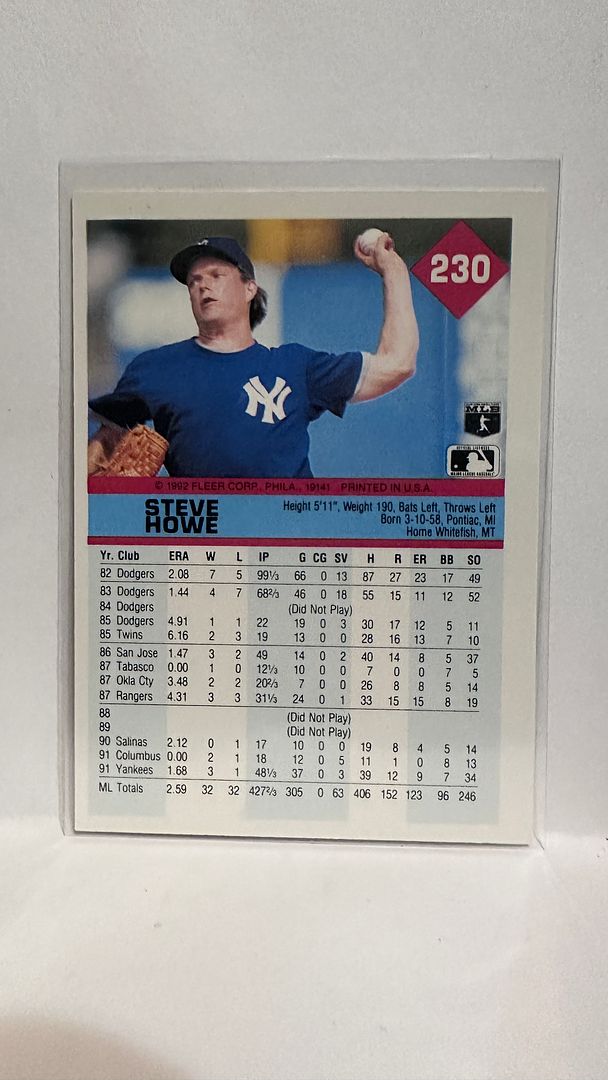 230
NY
MLB
OFFICIAL LICENSEE
MAJOR LEAGUE BASEBALL
© 1992 FLEER CORP., PHILA., 19141 PRINTED IN U.S.A.
STEVE HOWE
Height 5'11", Weight 190, Bats Left, Throws Left
Born 3-10-58, Pontiac, MI
Home Whitefish, MT
Yr. Club ERA W L IP G CG SV H R ER BB SO
82 Dodgers 2.08 7 5 99⅓ 66 0 13 87 27 23 17 49
83 Dodgers 1.44 4 7 68⅔ 46 0 18 55 15 11 12 52
84 Dodgers (Did Not Play)
85 Dodgers 4.91 1 1 22 19 0 3 30 17 12 5 11
85 Twins 6.16 2 3 19 13 0 0 28 16 13 7 10
86 San Jose 1.47 3 2 49 14 0 2 40 14 8 5 37
87 Tabasco 0.00 1 0 12⅓ 10 0 0 7 0 0 7 5
87 Okla Cty 3.48 2 2 20⅔ 7 0 0 26 8 8 5 14
87 Rangers 4.31 3 3 31⅓ 24 0 1 33 15 15 8 19
88 (Did Not Play)
89 (Did Not Play)
90 Salinas 2.12 0 1 17 10 0 0 19 8 4 5 14
91 Columbus 0.00 2 1 18 12 0 5 11 1 0 8 13
91 Yankees 1.68 3 1 48⅓ 37 0 3 39 12 9 7 34
ML Totals 2.59 32 32 427⅔ 305 0 63 406 152 123 96 246